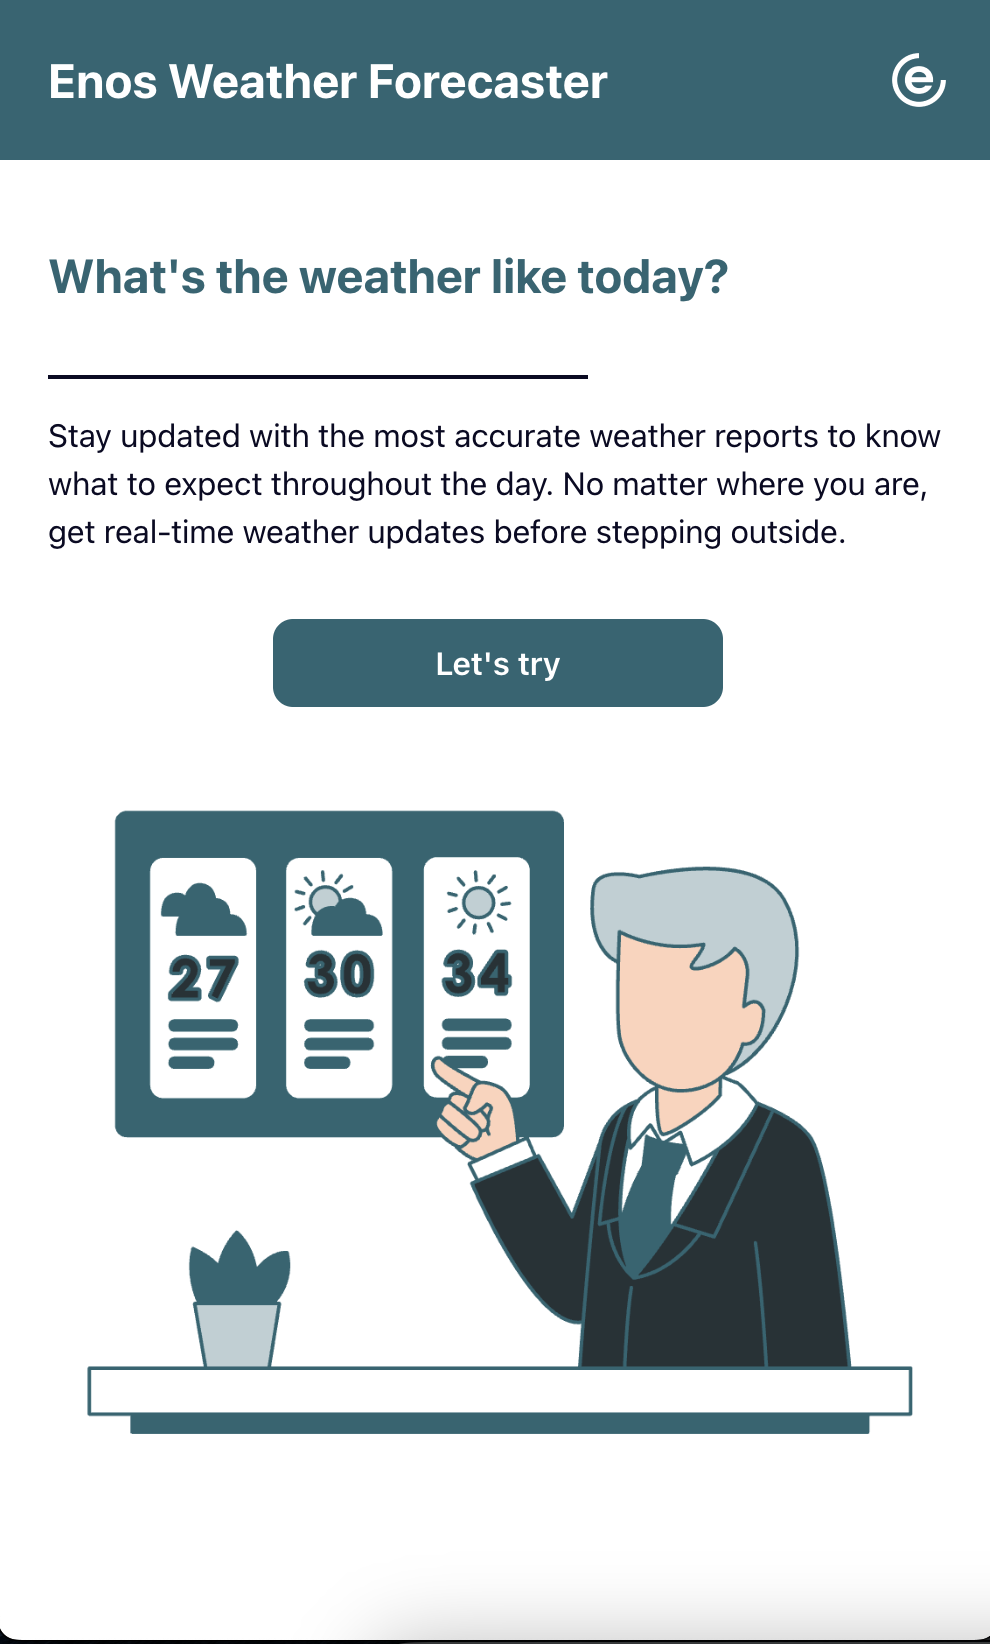 Enos Weather Forecaster
e
What's the weather like today?
Stay updated with the most accurate weather reports to know
what to expect throughout the day. No matter where you are,
get real-time weather updates before stepping outside.
Let's try
27 30 34